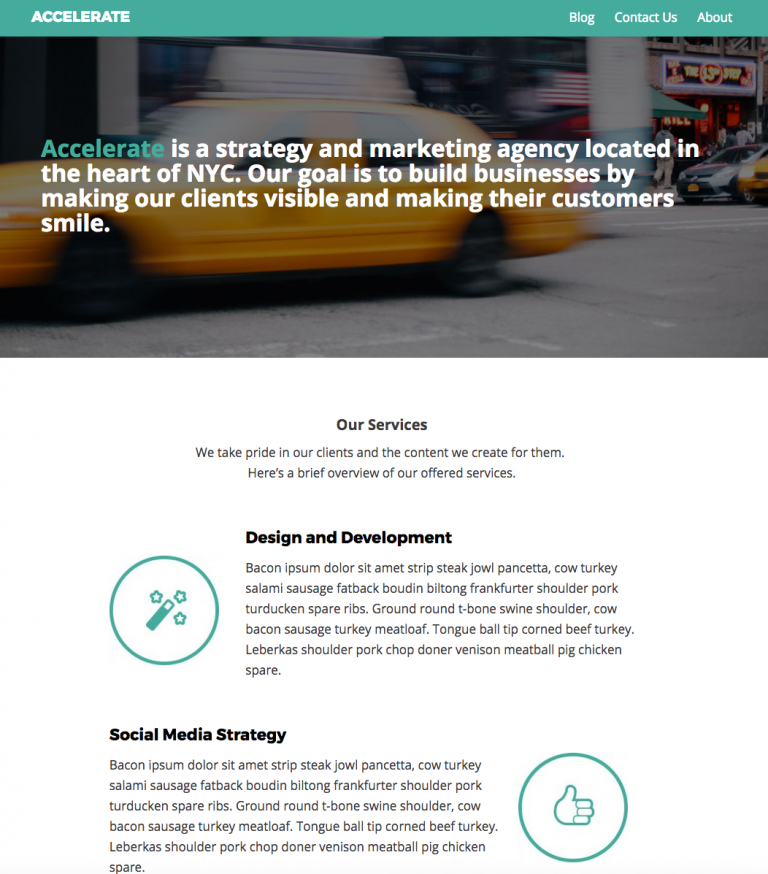 ACCELERATE
Blog Contact Us About
THE 13th STEP
Accelerate is a strategy and marketing agency located in
the heart of NYC. Our goal is to build businesses by
making our clients visible and making their customers
smile.
Our Services
We take pride in our clients and the content we create for them.
Here’s a brief overview of our offered services.
Design and Development
Bacon ipsum dolor sit amet strip steak jowl pancetta, cow turkey
salami sausage fatback boudin biltong frankfurter shoulder pork
turducken spare ribs. Ground round t-bone swine shoulder, cow
bacon sausage turkey meatloaf. Tongue ball tip corned beef turkey.
Leberkas shoulder pork chop doner venison meatball pig chicken
spare.
Social Media Strategy
Bacon ipsum dolor sit amet strip steak jowl pancetta, cow turkey
salami sausage fatback boudin biltong frankfurter shoulder pork
turducken spare ribs. Ground round t-bone swine shoulder, cow
bacon sausage turkey meatloaf. Tongue ball tip corned beef turkey.
Leberkas shoulder pork chop doner venison meatball pig chicken
spare.